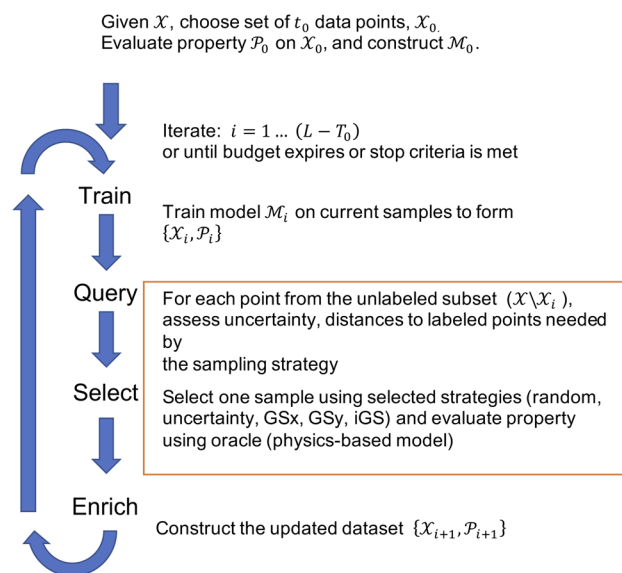 Given 𝒳, choose set of t₀ data points, 𝒳₀.
Evaluate property 𝒫₀ on 𝒳₀, and construct ℳ₀.
Iterate: i = 1 … (L − T₀)
or until budget expires or stop criteria is met
Train
Train model ℳᵢ on current samples to form
{𝒳ᵢ, 𝒫ᵢ}
Query
For each point from the unlabeled subset (𝒳\𝒳ᵢ ),
assess uncertainty, distances to labeled points needed
by
the sampling strategy
Select
Select one sample using selected strategies (random,
uncertainty, GSx, GSy, iGS) and evaluate property
using oracle (physics-based model)
Enrich
Construct the updated dataset {𝒳ᵢ₊₁, 𝒫ᵢ₊₁}